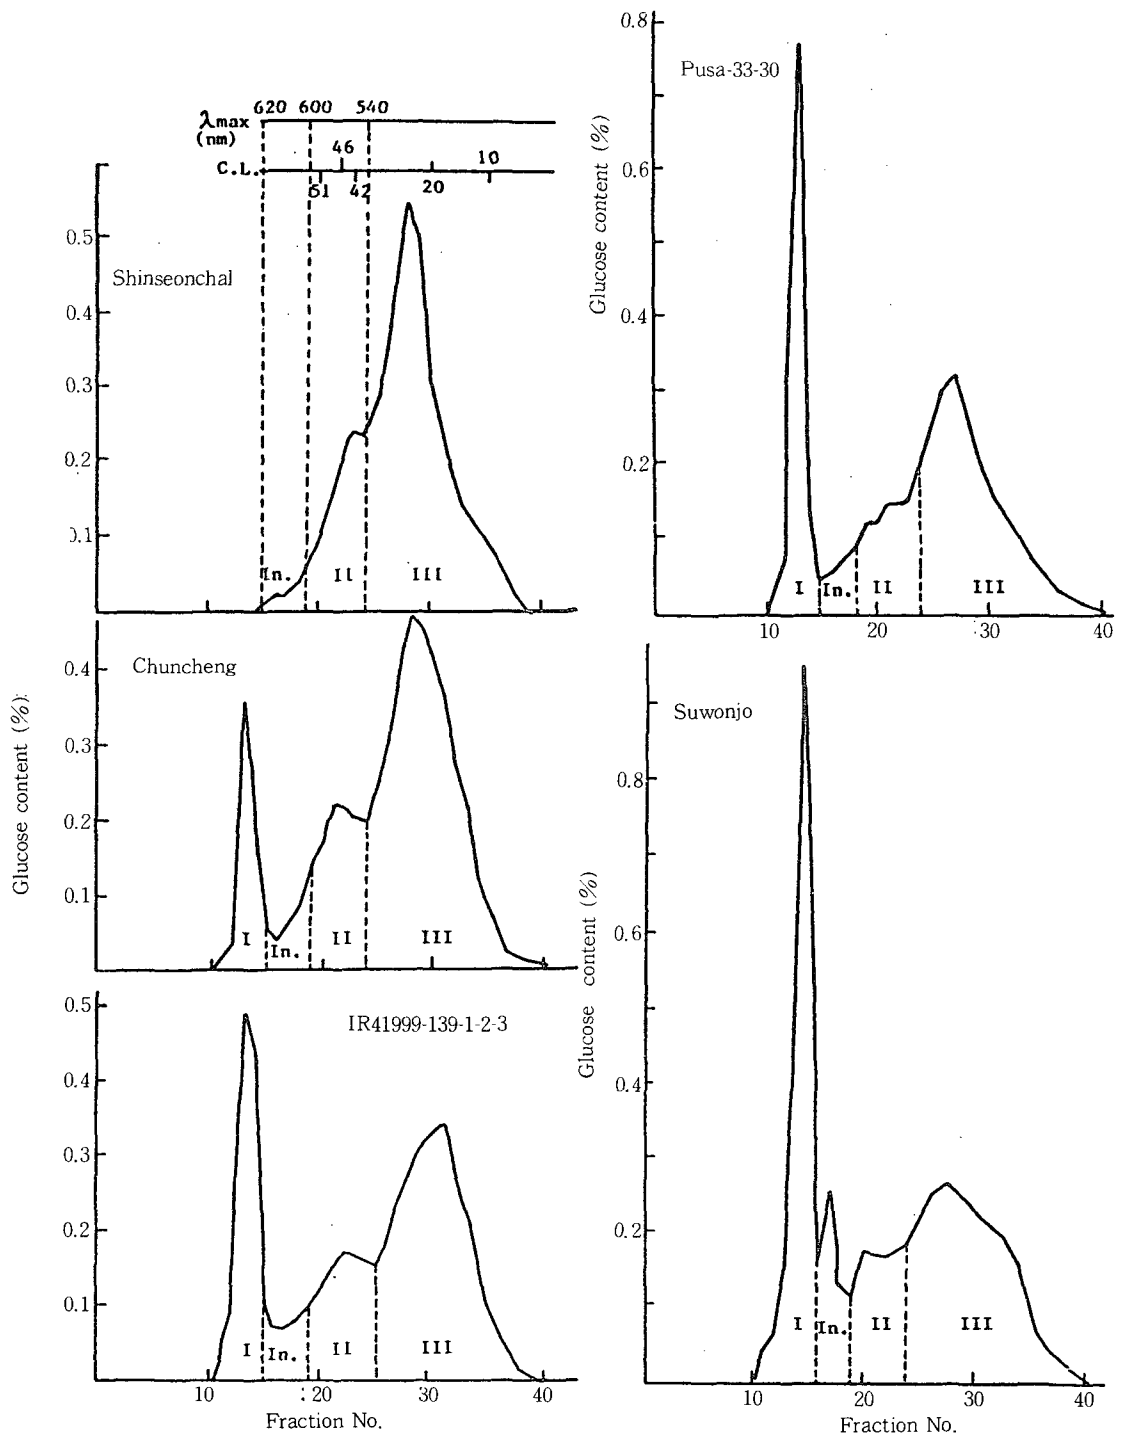 620 600 540
λmax
(nm)
46
10
C.L.
51 42 20
0.5
Shinseonchal
0.4
0.3
0.2
0.1
In. II III
0.4
Chuncheng
0.3
0.2
0.1
I In. II III
Glucose content (%)
0.5
IR41999-139-1-2-3
0.4
0.3
0.2
0.1
I In. II III
10 20 30 40
Fraction No.
0.8
Pusa-33-30
Glucose content (%)
0.6
0.4
0.2
I In. II III
10 20 30 40
Suwonjo
0.8
Glucose content (%)
0.6
0.4
0.2
I In. II III
10 20 30 40
Fraction No.